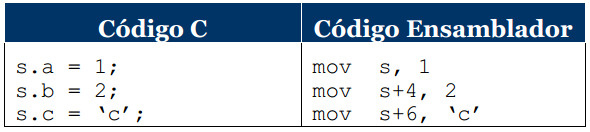 Código C Código Ensamblador
s.a = 1; mov s, 1
s.b = 2; mov s+4, 2
s.c = ‘c’; mov s+6, ‘c’